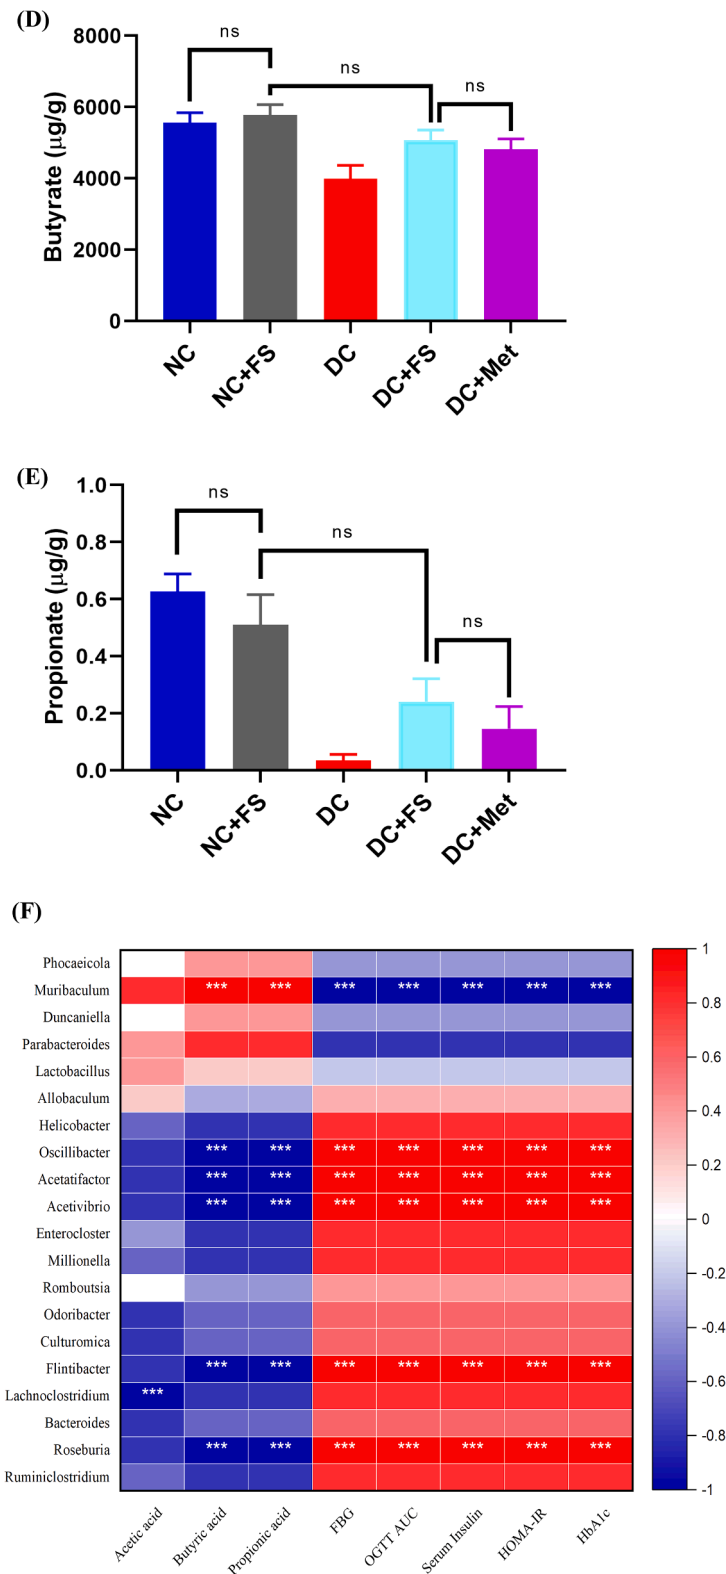 (D)
8000
6000
4000
2000
0
Butyrate (μg/g)
ns
ns
ns
NC
NC+FS
DC
DC+FS
DC+Met
(E)
1.0
0.8
0.6
0.4
0.2
0.0
Propionate (μg/g)
ns
ns
ns
NC
NC+FS
DC
DC+FS
DC+Met
(F)
Phocaeicola
Muribaculum *** *** *** *** *** *** ***
Duncaniella
Parabacteroides
Lactobacillus
Allobaculum
Helicobacter
Oscillibacter *** *** *** *** *** *** ***
Acetatifactor *** *** *** *** *** *** ***
Acetivibrio *** *** *** *** *** *** ***
Enterocloster
Millionella
Romboutsia
Odoribacter
Culturomica
Flintibacter *** *** *** *** *** *** ***
Lachnoclostridium ***
Bacteroides
Roseburia *** *** *** *** *** *** ***
Ruminiclostridium
Acetic acid
Butyric acid
Propionic acid
FBG
OGTT AUC
Serum Insulin
HOMA-IR
HbA1c
1
0.8
0.6
0.4
0.2
0
-0.2
-0.4
-0.6
-0.8
-1